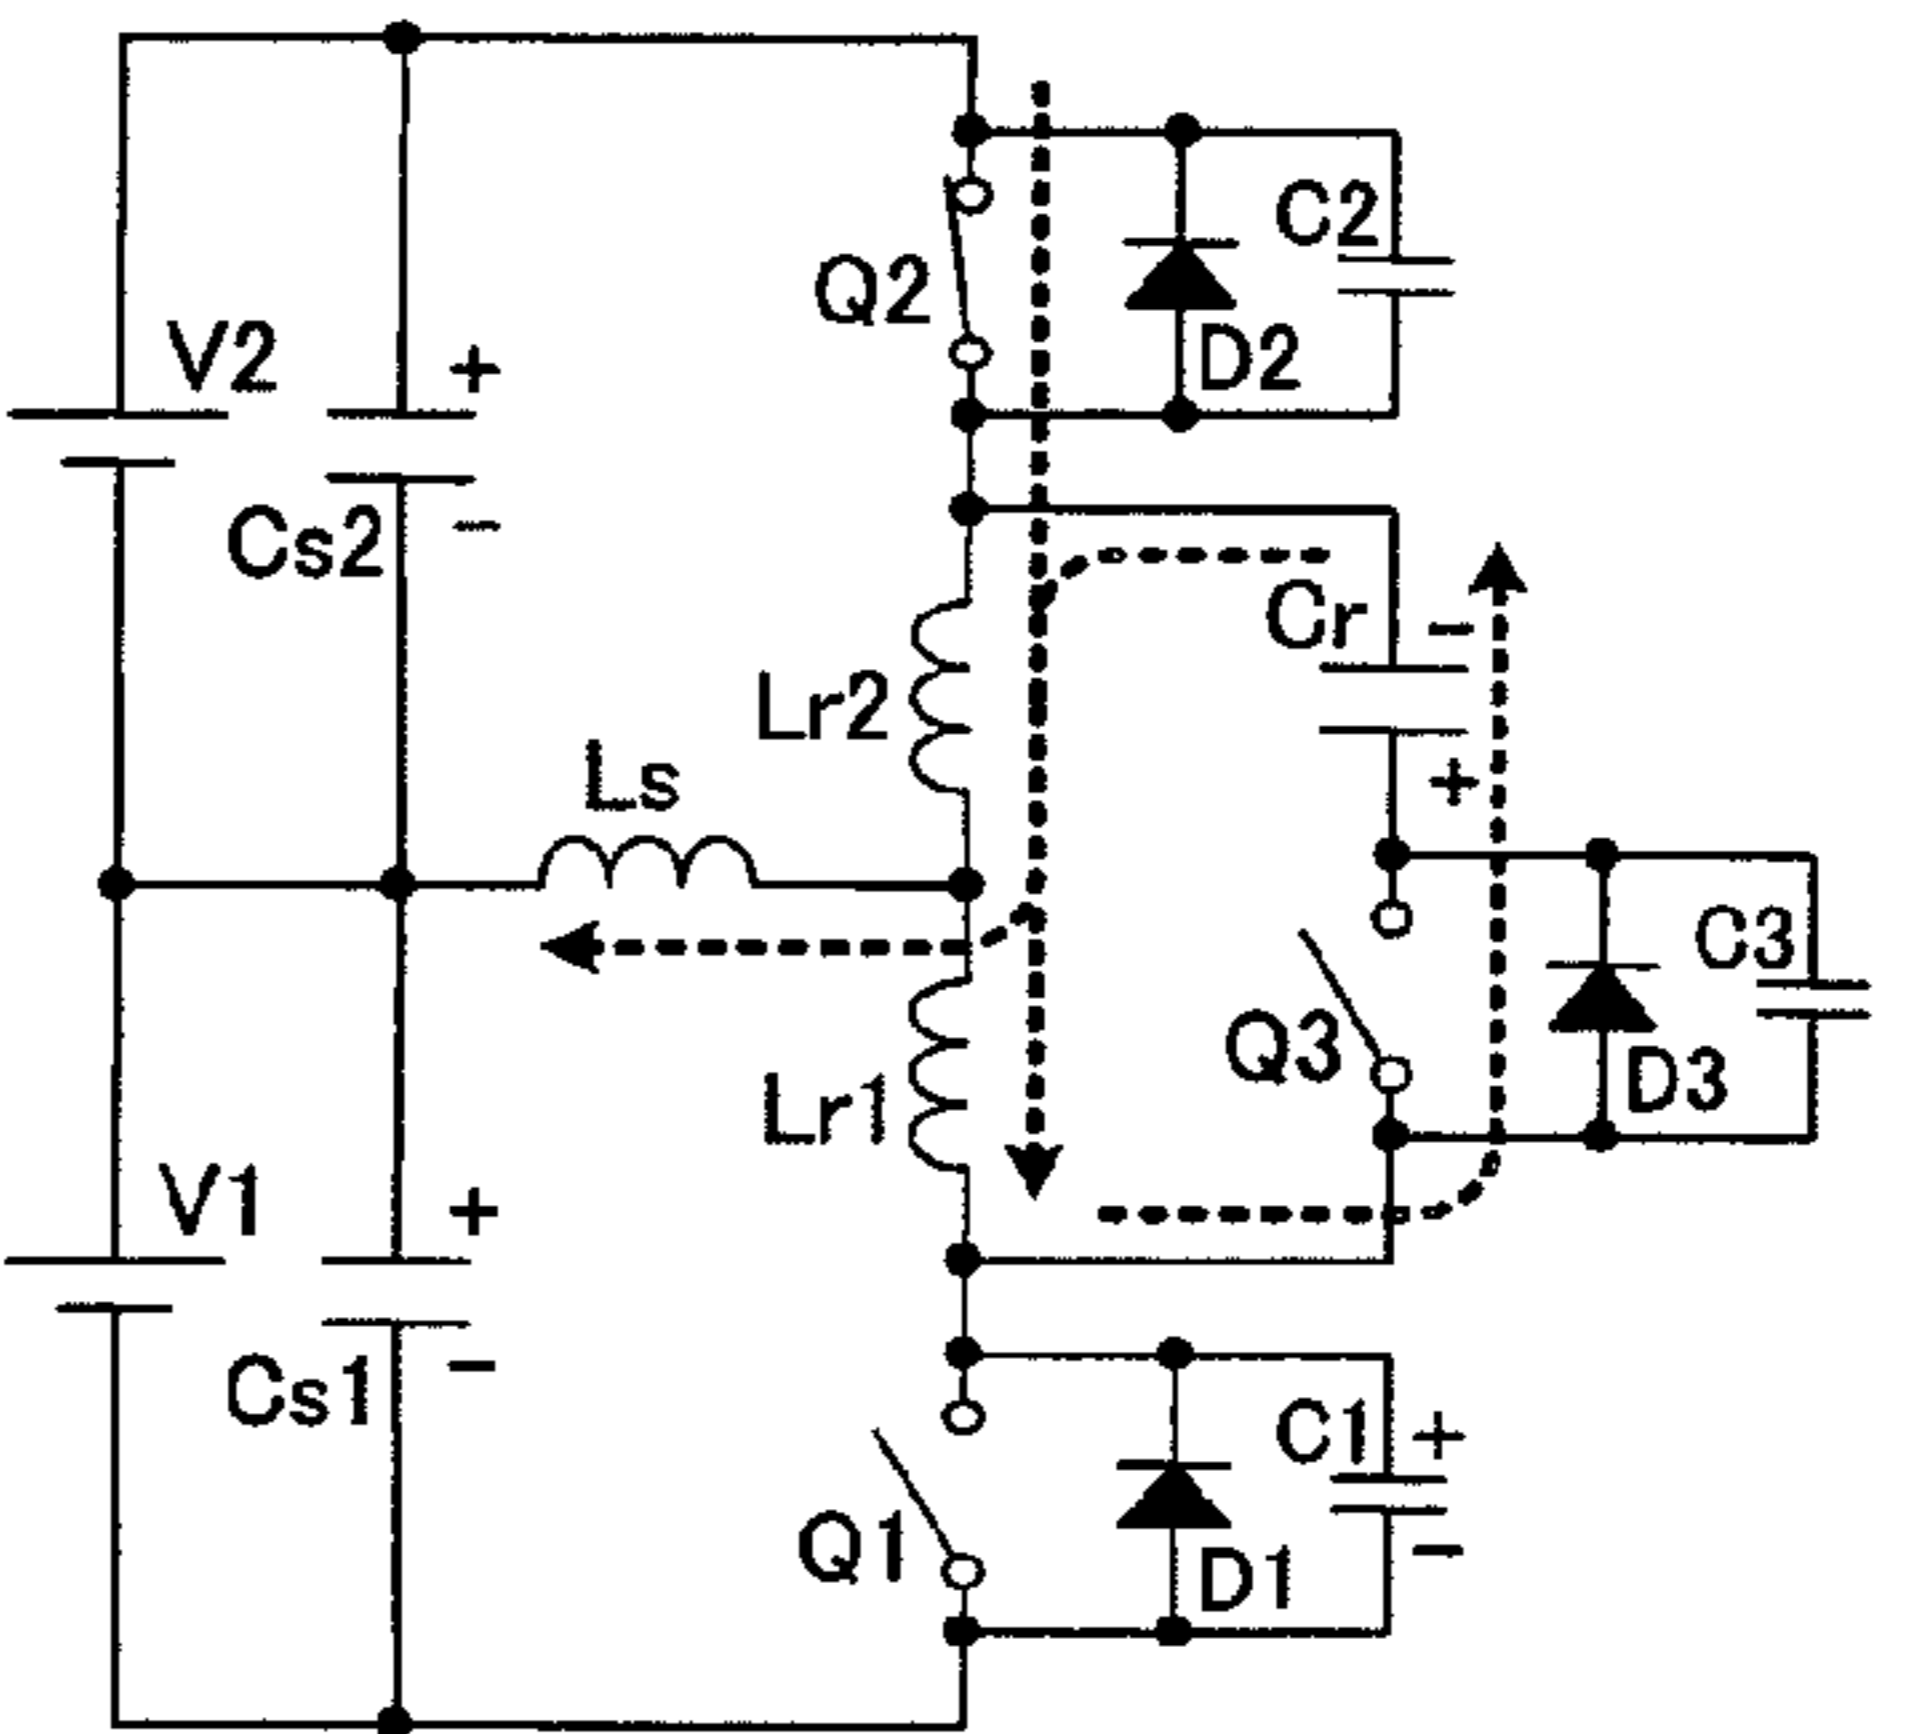 C2
Q2
V2
+
D2
-
Cs2
Cr
-
Lr2
Ls
+
C3
Q3
D3
Lr1
V1
+
-
Cs1
C1
+
Q1
-
D1